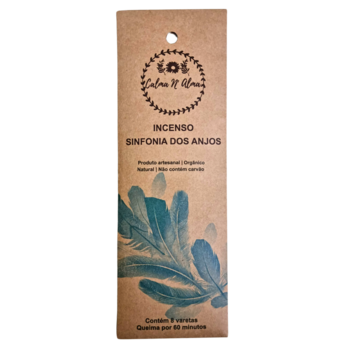 Calma N' Alma
INCENSO
SINFONIA DOS ANJOS
Produto artesanal | Orgânico
Natural | Não contém carvão
Contém 8 varetas
Queima por 60 minutos